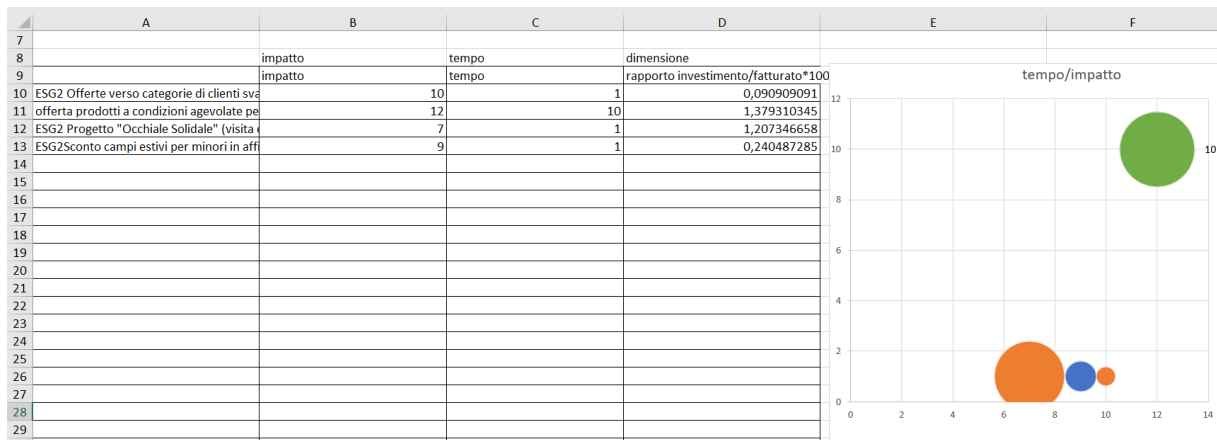 A B C D E F
7
8 impatto tempo dimensione
9 impatto tempo rapporto investimento/fatturato*100
10 ESG2 Offerte verso categorie di clienti sva 10 1 0,090909091
11 offerta prodotti a condizioni agevolate pe 12 10 1,379310345
12 ESG2 Progetto "Occhiale Solidale" (visita 7 1 1,207346658
13 ESG2Sconto campi estivi per minori in affi 9 1 0,240487285
14
15
16
17
18
19
20
21
22
23
24
25
26
27
28
29
tempo/impatto
12
10
10
8
6
4
2
0
0 2 4 6 8 10 12 14